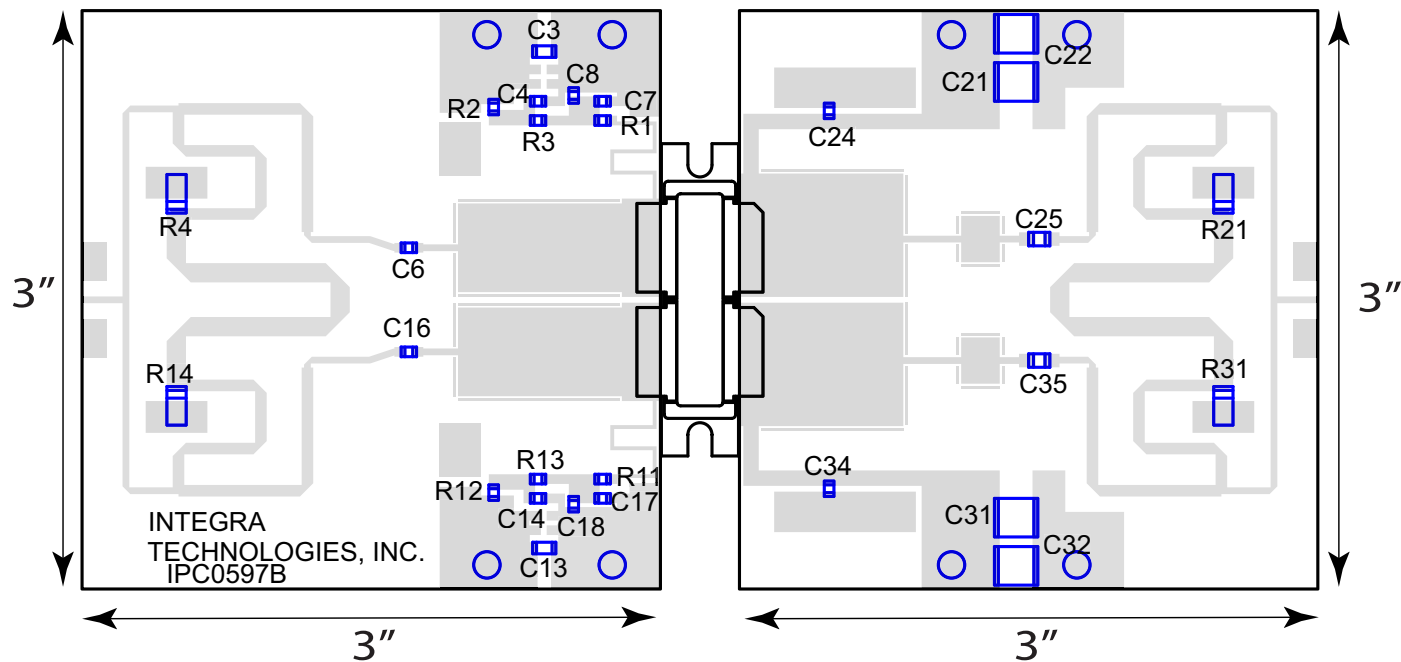 C3
C22
C8
C21
C4
R2
C7
R3
R1
C24
R4
R21
C25
C6
3”
3”
C16
R14
R31
C35
R13
R11
C34
R12
C17
C14
C18
C31
INTEGRA
TECHNOLOGIES, INC.
IPC0597B
C13
C32
3”
3”